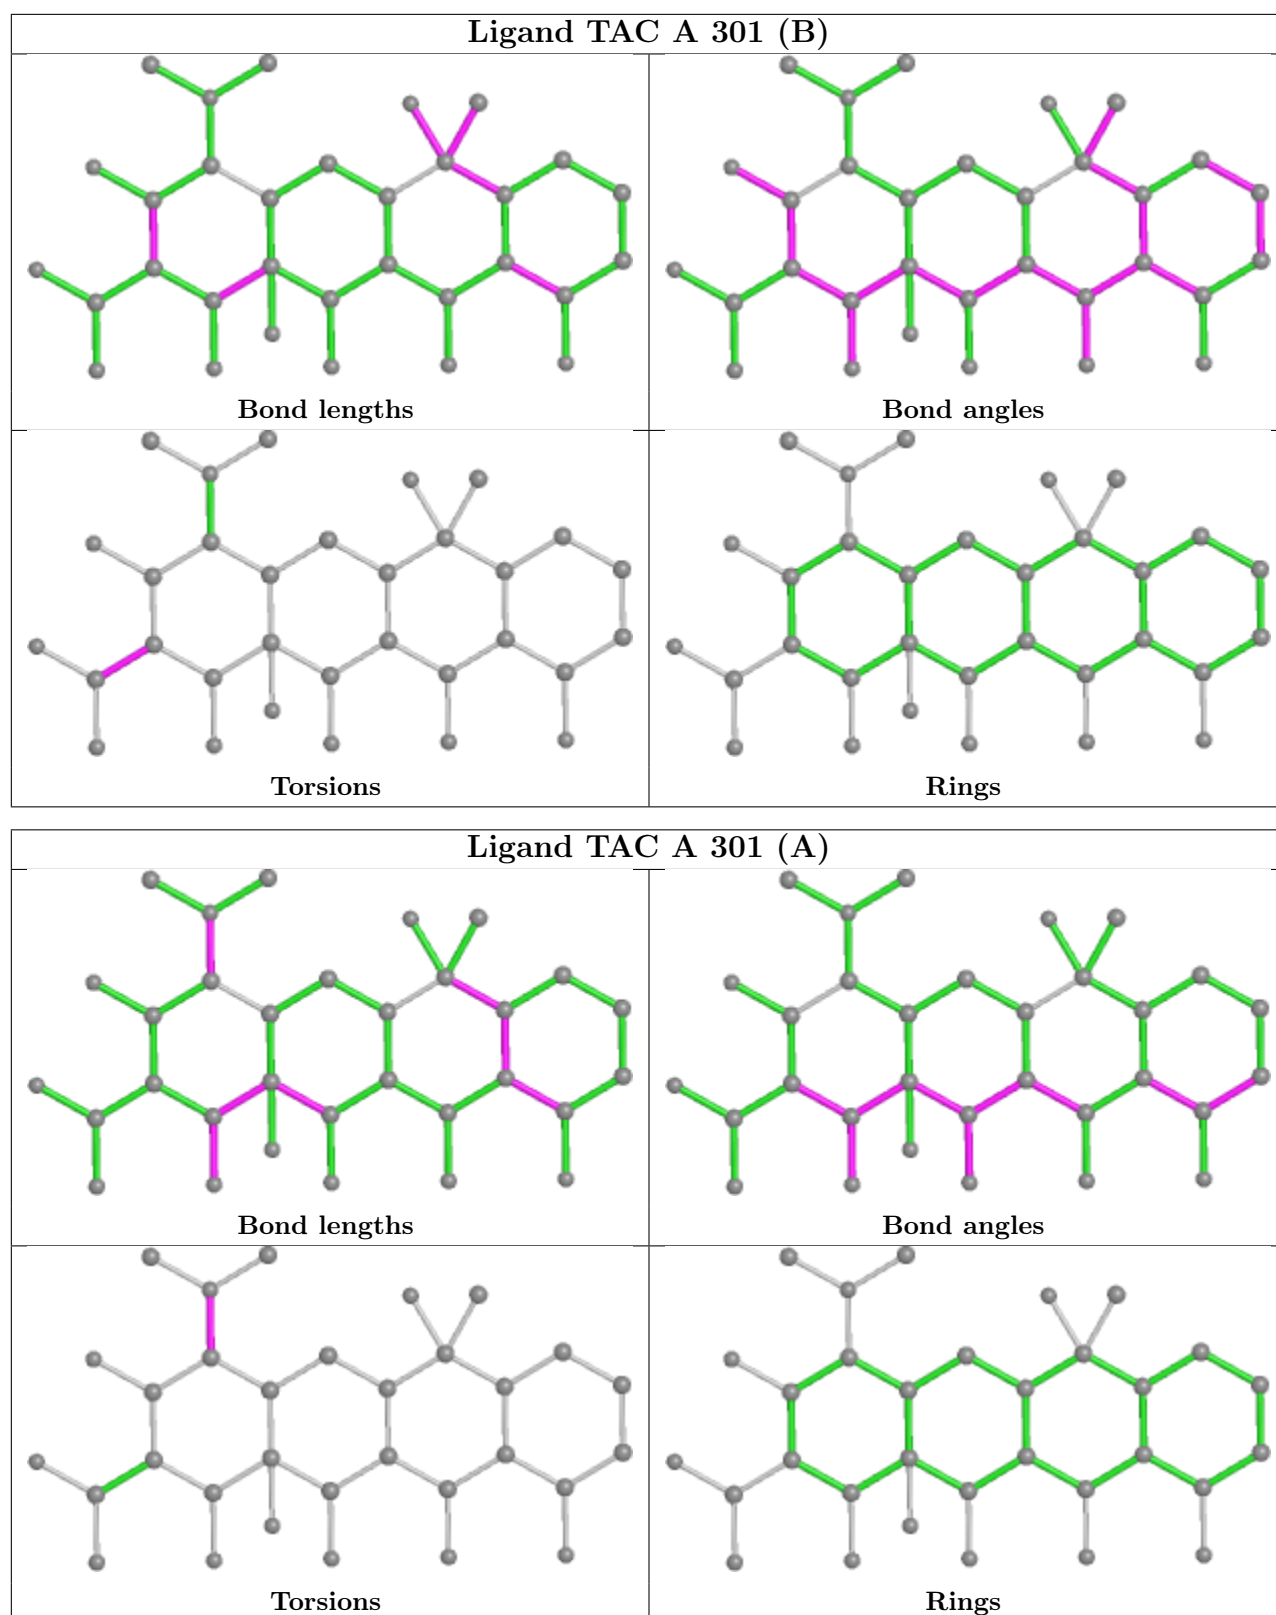 Ligand TAC A 301 (B)
Bond lengths
Bond angles
Torsions
Rings
Ligand TAC A 301 (A)
Bond lengths
Bond angles
Torsions
Rings